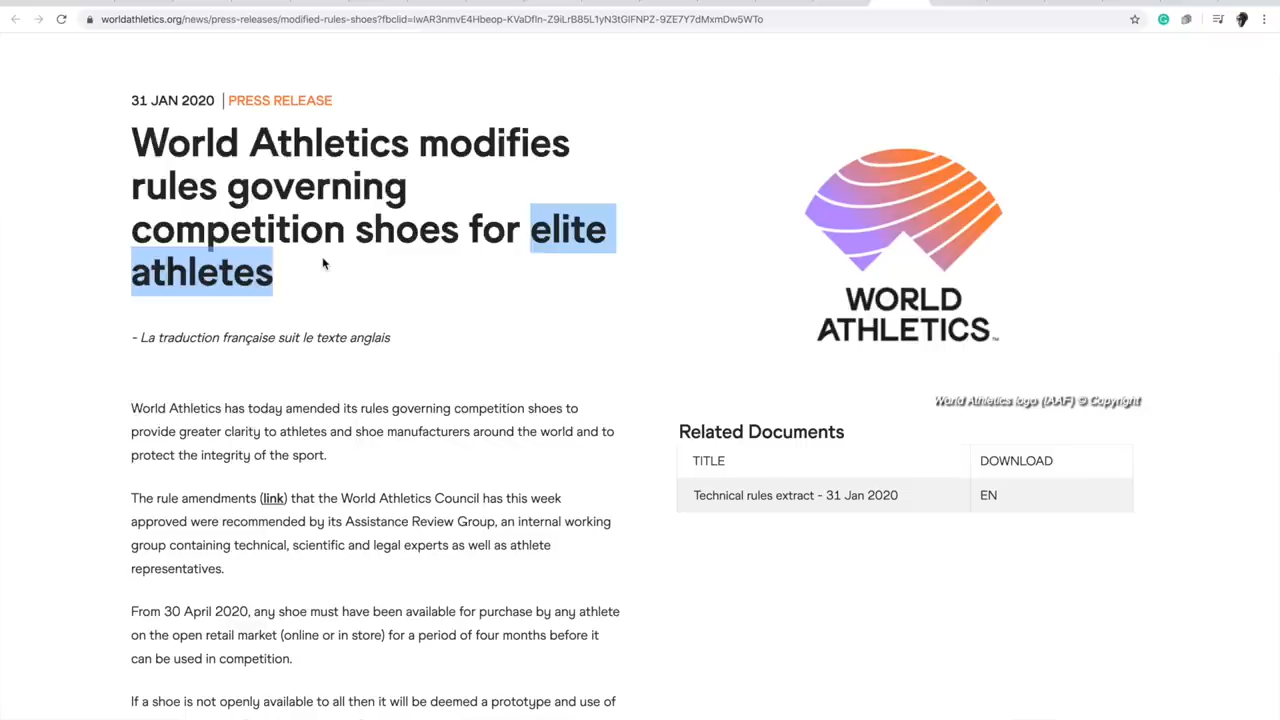 worldathletics.org/news/press-releases/modified-rules-shoes?fbclid=IwAR3nmvE4Hbeop-KVaDfIn-Z9iLrB85L1yN3tGIFNPZ-9ZE7Y7dMxmDw5WTo
31 JAN 2020 | PRESS RELEASE
World Athletics modifies
rules governing
competition shoes for elite
athletes
- La traduction française suit le texte anglais
World Athletics has today amended its rules governing competition shoes to
provide greater clarity to athletes and shoe manufacturers around the world and to
protect the integrity of the sport.
The rule amendments (link) that the World Athletics Council has this week
approved were recommended by its Assistance Review Group, an internal working
group containing technical, scientific and legal experts as well as athlete
representatives.
From 30 April 2020, any shoe must have been available for purchase by any athlete
on the open retail market (online or in store) for a period of four months before it
can be used in competition.
If a shoe is not openly available to all then it will be deemed a prototype and use of
WORLD
ATHLETICS™
World Athletics logo (IAAF) © Copyright
Related Documents
TITLE DOWNLOAD
Technical rules extract - 31 Jan 2020 EN